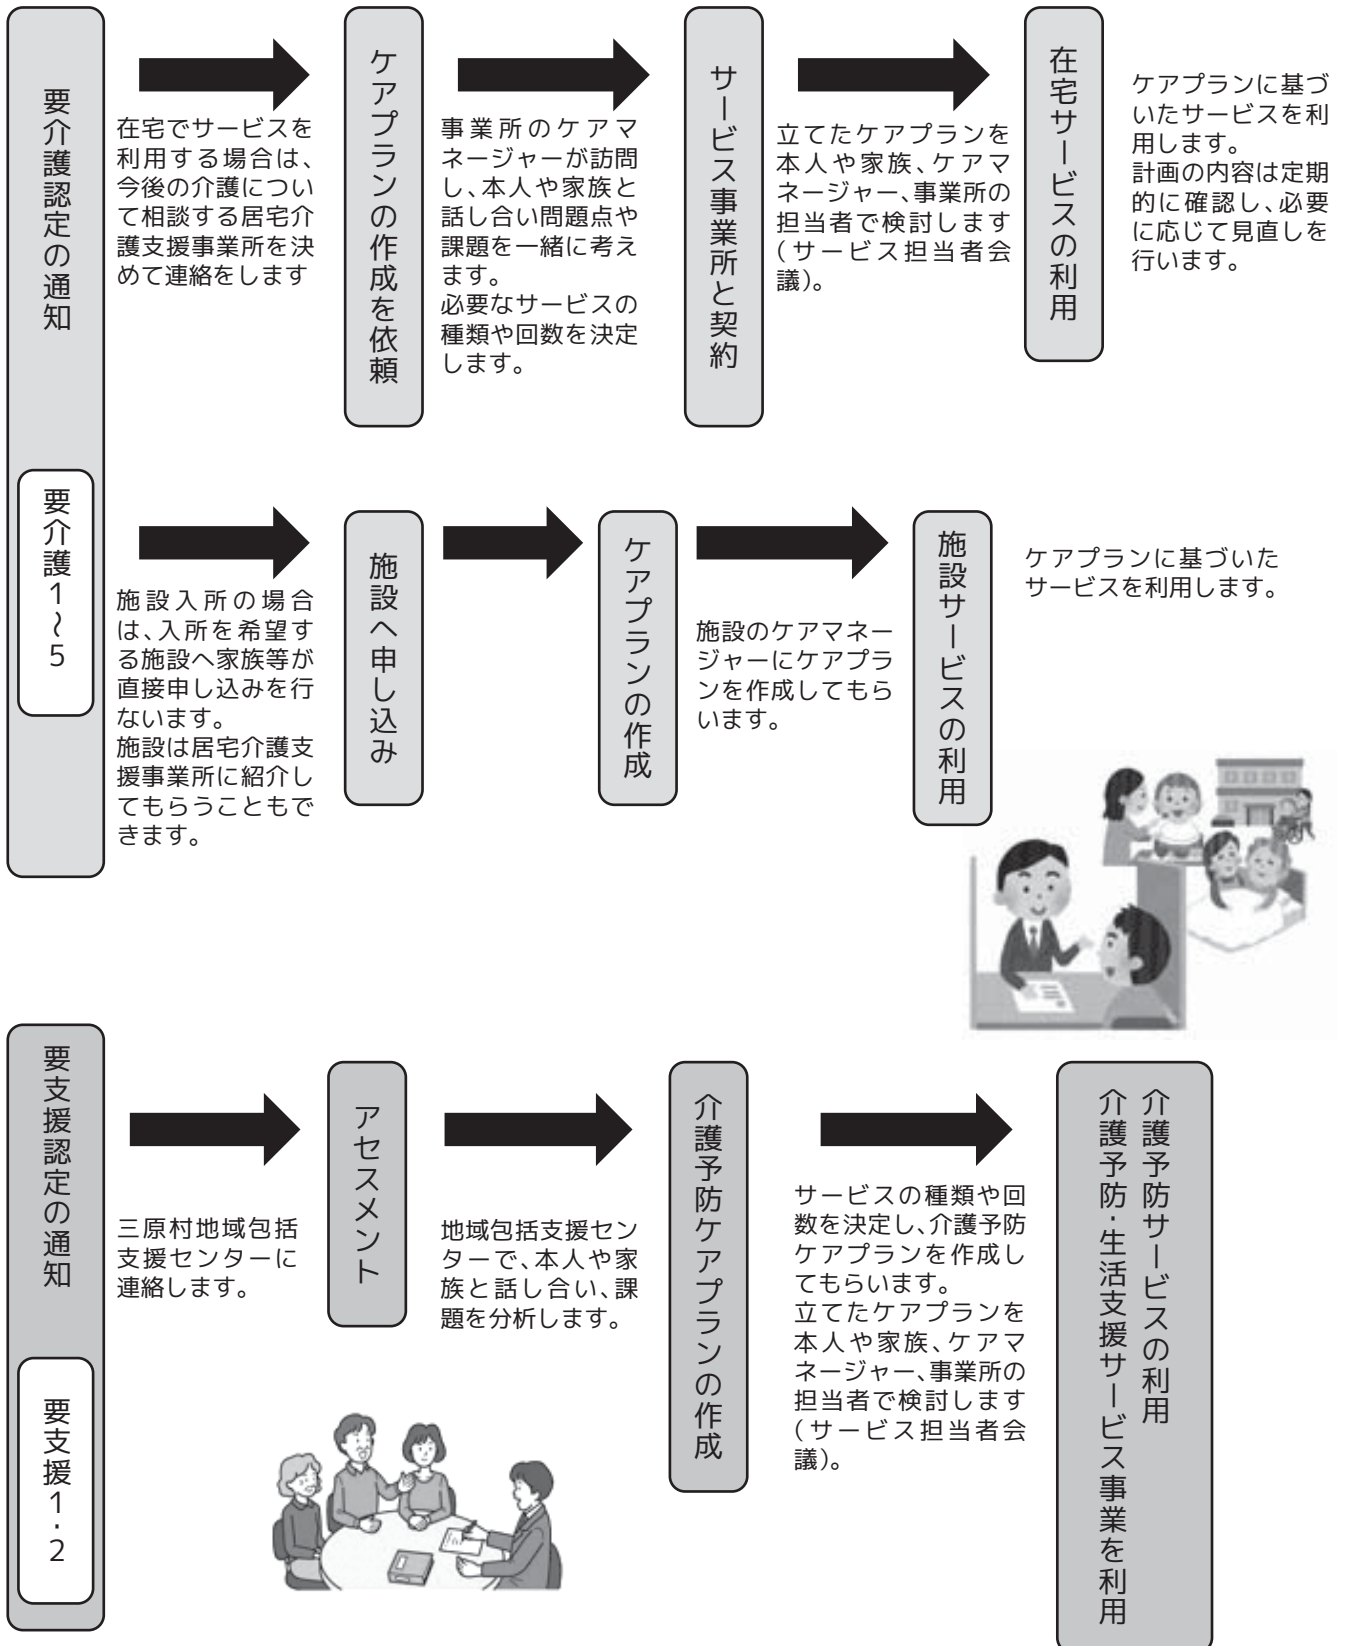 要介護認定の通知
要介護1〜5
在宅でサービスを
利用する場合は、
今後の介護につい
て相談する居宅介
護支援事業所を決
めて連絡をします
ケアプランの作成を依頼
事業所のケアマ
ネージャーが訪問
し、本人や家族と
話し合い問題点や
課題を一緒に考え
ます。
必要なサービスの
種類や回数を決定
します。
サービス事業所と契約
立てたケアプランを
本人や家族、ケアマ
ネージャー、事業所の
担当者で検討します
(サービス担当者会
議)。
在宅サービスの利用
ケアプランに基づ
いたサービスを利
用します。
計画の内容は定期
的に確認し、必要
に応じて見直しを
行います。
施設入所の場合
は、入所を希望す
る施設へ家族等が
直接申し込みを行
ないます。
施設は居宅介護支
援事業所に紹介し
てもらうこともで
きます。
施設へ申し込み
ケアプランの作成
施設のケアマネー
ジャーにケアプラ
ンを作成してもら
います。
施設サービスの利用
ケアプランに基づいた
サービスを利用します。
要支援認定の通知
要支援1・2
三原村地域包括
支援センターに
連絡します。
アセスメント
地域包括支援セン
ターで、本人や家
族と話し合い、課
題を分析します。
介護予防ケアプランの作成
サービスの種類や回
数を決定し、介護予防
ケアプランを作成し
てもらいます。
立てたケアプランを
本人や家族、ケアマ
ネージャー、事業所の
担当者で検討します
(サービス担当者会
議)。
介護予防サービスの利用
介護予防・生活支援サービス事業を利用